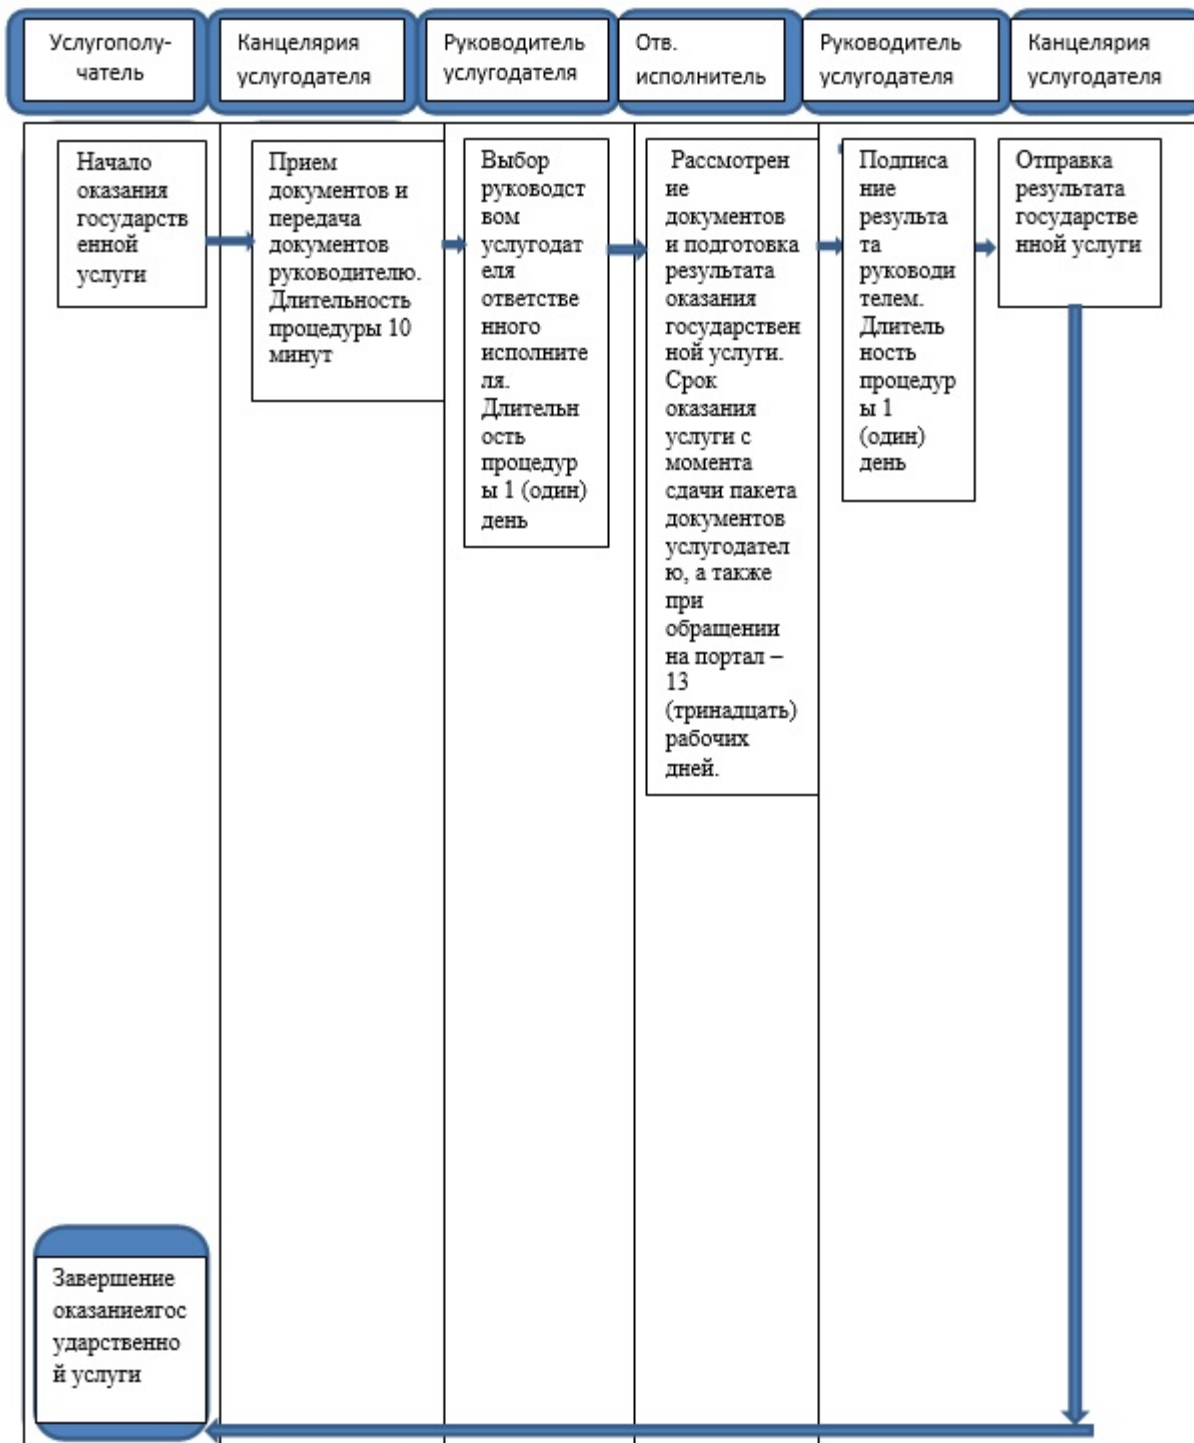 Услугополу-
чатель
Канцелярия
услугодателя
Руководитель
услугодателя
Отв.
исполнитель
Руководитель
услугодателя
Канцелярия
услугодателя
Начало
оказания
государств
енной
услуги
Прием
документов и
передача
документов
руководителю.
Длительность
процедуры 10
минут
Выбор
руководст
вом
услугодат
еля
ответстве
нного
исполните
ля.
Длительн
ость
процедур
ы 1 (один)
день
Рассмотрен
ие
документов
и подготовка
результата
оказания
государствен
ной услуги.
Срок
оказания
услуги с
момента
сдачи пакета
документов
услугодател
ю, а также
при
обращении
на портал –
13
(тринадцать)
рабочих
дней.
Подписа
ние
результа
та
руководи
телем.
Длитель
ность
процедур
ы 1
(один)
день
Отправка
результата
государстве
нной услуги
Завершение
оказаниеягос
ударственно
й услуги